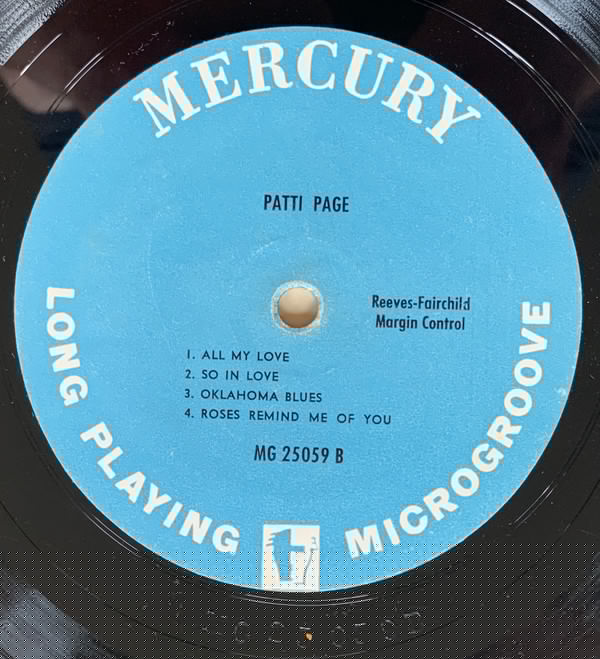 MERCURY
PATTI PAGE
Reeves-Fairchild
Margin Control
1. ALL MY LOVE
2. SO IN LOVE
3. OKLAHOMA BLUES
4. ROSES REMIND ME OF YOU
MG 25059 B
LONG PLAYING MICROGROOVE